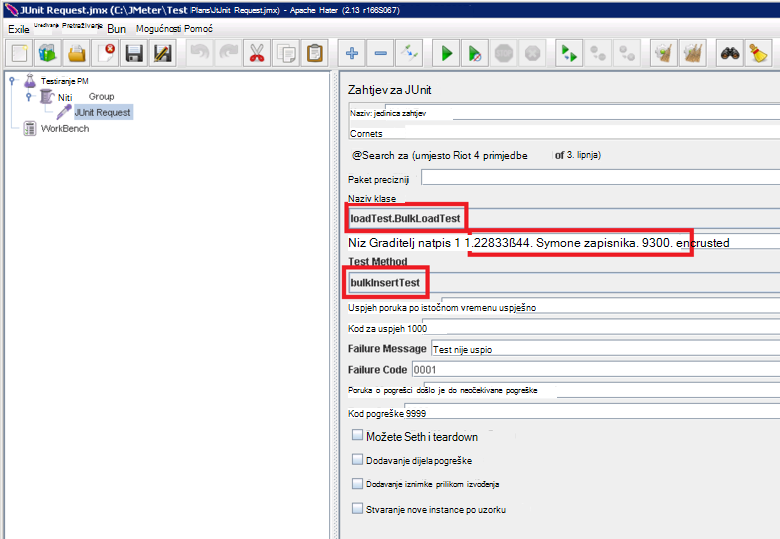 JUnit Request.jmx (C:\JMeter\Test Plans\JUnit Request.jmx) - Apache Hater (2.13 r1665067)
Exile Uređivanje Pretraživanje Bun Mogućnosti Pomoć
Testiranje PM
Niti Group
JUnit Request
WorkBench
Zahtjev za JUnit
Naziv: jedinica zahtjev
Cornets
@Search za (umjesto Riot 4 primjedbe of 3. lipnja)
Paket precizniji
Naziv klase
loadTest.BulkLoadTest
Niz Graditelj natpis 1 1.22833ß44. Symone zapisnika. 9300. encrusted
Test Method
bulkInsertTest
Uspjeh poruka po istočnom vremenu uspješno
Kod za uspjeh 1000
Failure Message Test nije uspio
Failure Code 0001
Poruka o pogrešci došlo je do neočekivane pogreške
Kod pogreške 9999
Možete Seth i teardown
Dodavanje dijela pogreške
Dodavanje iznimke prilikom izvođenja
Stvaranje nove instance po uzorku